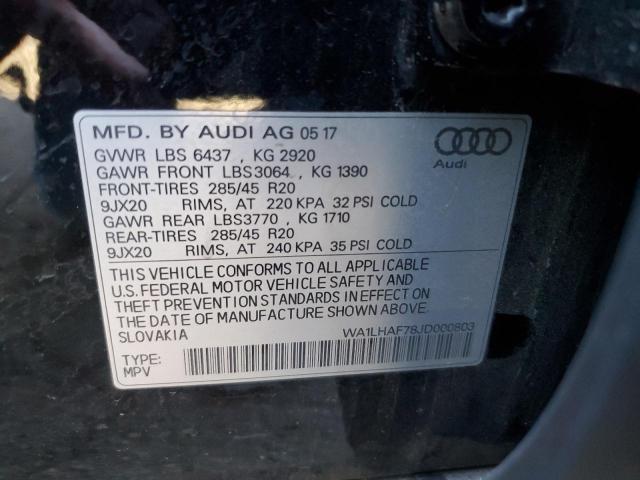 MFD. BY AUDI AG 05 17
GVWR LBS 6437 , KG 2920
GAWR FRONT LBS3064 , KG 1390
FRONT-TIRES 285/45 R20
9JX20 RIMS, AT 220 KPA 32 PSI COLD
GAWR REAR LBS3770 , KG 1710
REAR-TIRES 285/45 R20
9JX20 RIMS, AT 240 KPA 35 PSI COLD
Audi
THIS VEHICLE CONFORMS TO ALL APPLICABLE
U.S. FEDERAL MOTOR VEHICLE SAFETY AND
THEFT PREVENTION STANDARDS IN EFFECT ON
THE DATE OF MANUFACTURE SHOWN ABOVE.
SLOVAKIA
WA1LHAF78JD000803
TYPE:
MPV